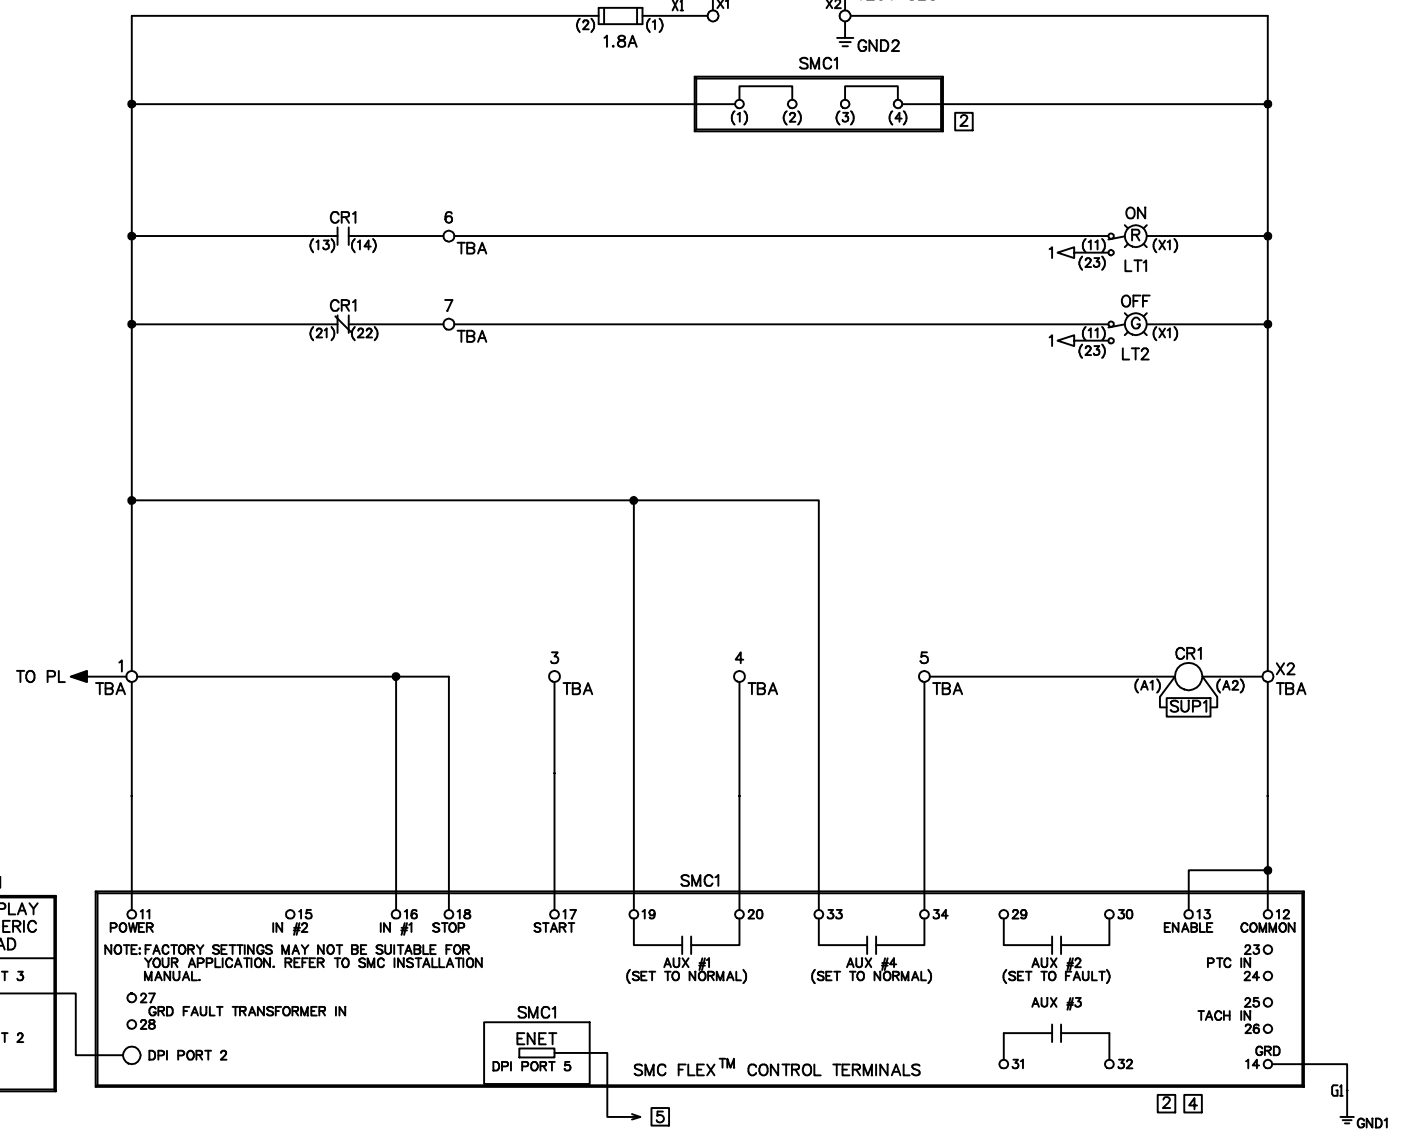 X1
X1
X2
(2)
(1)
1.8A
GND2
SMC1
(1)
(2)
(3)
(4)
2
CR1
6
ON
(13)
(14)
TBA
1
(11)
R
(X1)
(23)
LT1
CR1
7
OFF
(21)
(22)
TBA
1
(11)
G
(X1)
(23)
LT2
TO PL
1
TBA
3
TBA
4
TBA
5
TBA
CR1
(A1)
(A2)
SUP1
X2
TBA
SMC1
PLAY
ERIC
AD
T 3
T 2
11
POWER
15
IN #2
16
IN #1
18
STOP
17
START
19
20
33
34
29
30
13
ENABLE
12
COMMON
NOTE: FACTORY SETTINGS MAY NOT BE SUITABLE FOR
YOUR APPLICATION. REFER TO SMC INSTALLATION
MANUAL.
AUX #1
(SET TO NORMAL)
AUX #4
(SET TO NORMAL)
AUX #2
(SET TO FAULT)
23
PTC IN
24
27
GRD FAULT TRANSFORMER IN
28
AUX #3
31
32
25
TACH IN
26
GRD
14
DPI PORT 2
SMC1
ENET
DPI PORT 5
SMC FLEX™ CONTROL TERMINALS
5
2
4
G1
GND1